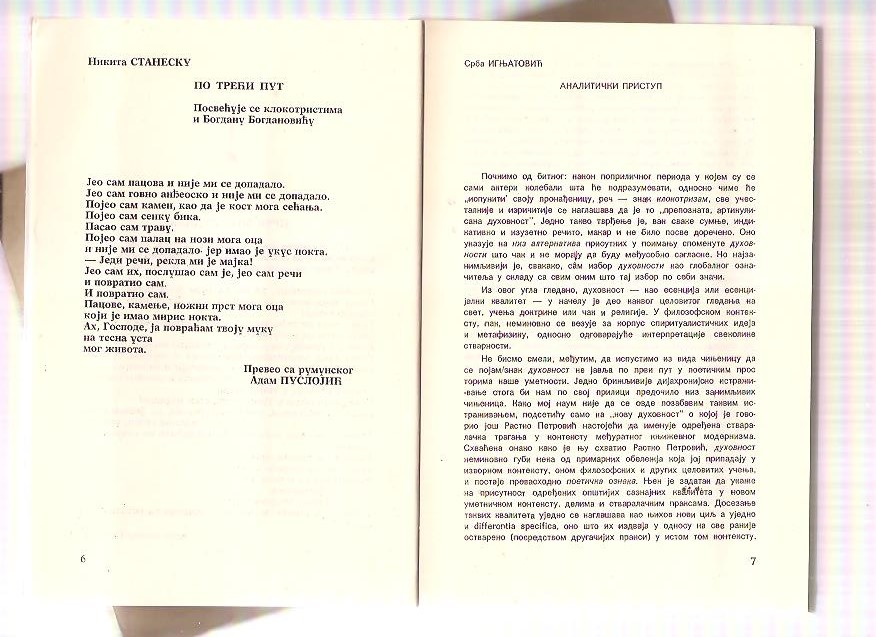 Никита СТАНЕСКУ
ПО ТРЕЋИ ПУТ
Посвећује се клокотристима
и Богдану Богдановићу
Јео сам пацова и није ми се допадало.
Јео сам говно анђеоско и није ми се допадало.
Појео сам камен, као да је кост мога сећања.
Појео сам сенку бика.
Пасао сам траву.
Појео сам палац на нози мога оца
и није ми се допадало- јер имао је укус нокта.
— Једи речи, рекла ми је мајка!
Јео сам их, послушао сам је, јео сам речи
и повратио сам.
И повратио сам.
Пацове, камење, ножни прст мога оца
који је имао мирис нокта.
Ах, Господе, ја повраћам твоју муку
на тесна уста
мог живота.
Превео са румунског
Адам ПУСЛОЈИЋ
6
Срба ИГЊАТОВИЋ
АНАЛИТИЧКИ ПРИСТУП
Почнимо од битног: након поприличног периода у којем су се
сами актери колебали шта ће подразумевати, односно чиме ће
„испунити' своју пронађеницу, реч — знак клокотризам, све учес-
талније и изричитије се наглашава да је то „препозната, артикули-
сана духовност". Једно такво тврђење је, ван сваке сумње, инди-
кативно и изузетно речито, макар и не било посве доречено. Оно
указује на низ алтернатива присутних у поимању споменуте духов-
ности што чак и не морају да буду међусобно сагласне. Но најза-
нимљивији је, свакако, сâм избор духовности као глобалног озна-
читеља у складу са свим оним што тај избор по себи значи.
Из овог угла гледано, духовност — као есенција или есенци-
јални квалитет — у начелу је део каквог целовитог гледања на
свет, учења доктрине или чак и религије. У филозофском контек-
сту, пак, неминовно се везује за корпус спиритуалистичких идеја
и метафизику, односно одговарајуће интерпретације свеколике
стварности.
Не бисмо смели, међутим, да испустимо из вида чињеницу да
се појам/знак духовност не јавља по први пут у поетичким прос
торима наше уметности. Једно брижљивије дијахронијско истражи-
вање стога би нам по свој прилици предочило низ занимљивих
чињеница. Како мој наум није да се овде позабавим таквим ис-
траживањем, подсетићу само на „нову духовност" о којој је гово-
рио још Растко Петровић настојећи да именује одређена ствара-
лачка трагања у контексту међуратног књижевног модернизма.
Схваћена онако како је њу схватио Растко Петровић, духовност
неминовно губи нека од примарних обележја која јој припадају у
изворном контексту, оном филозофских и других целовитих учења,
и постаје превасходно поетичка ознака. Њен је задатак да укаже
на присутност одређених општијих сазнајних квалитета у новом
уметничком контексту, делима и стваралачким праксама. Досезање
таквих квалитета уједно се наглашава као њихов нови циљ а уједно
и differentia specifica, оно што их издваја у односу на све раније
остварено (посредством другачијих пракси) у истом том контексту.
7